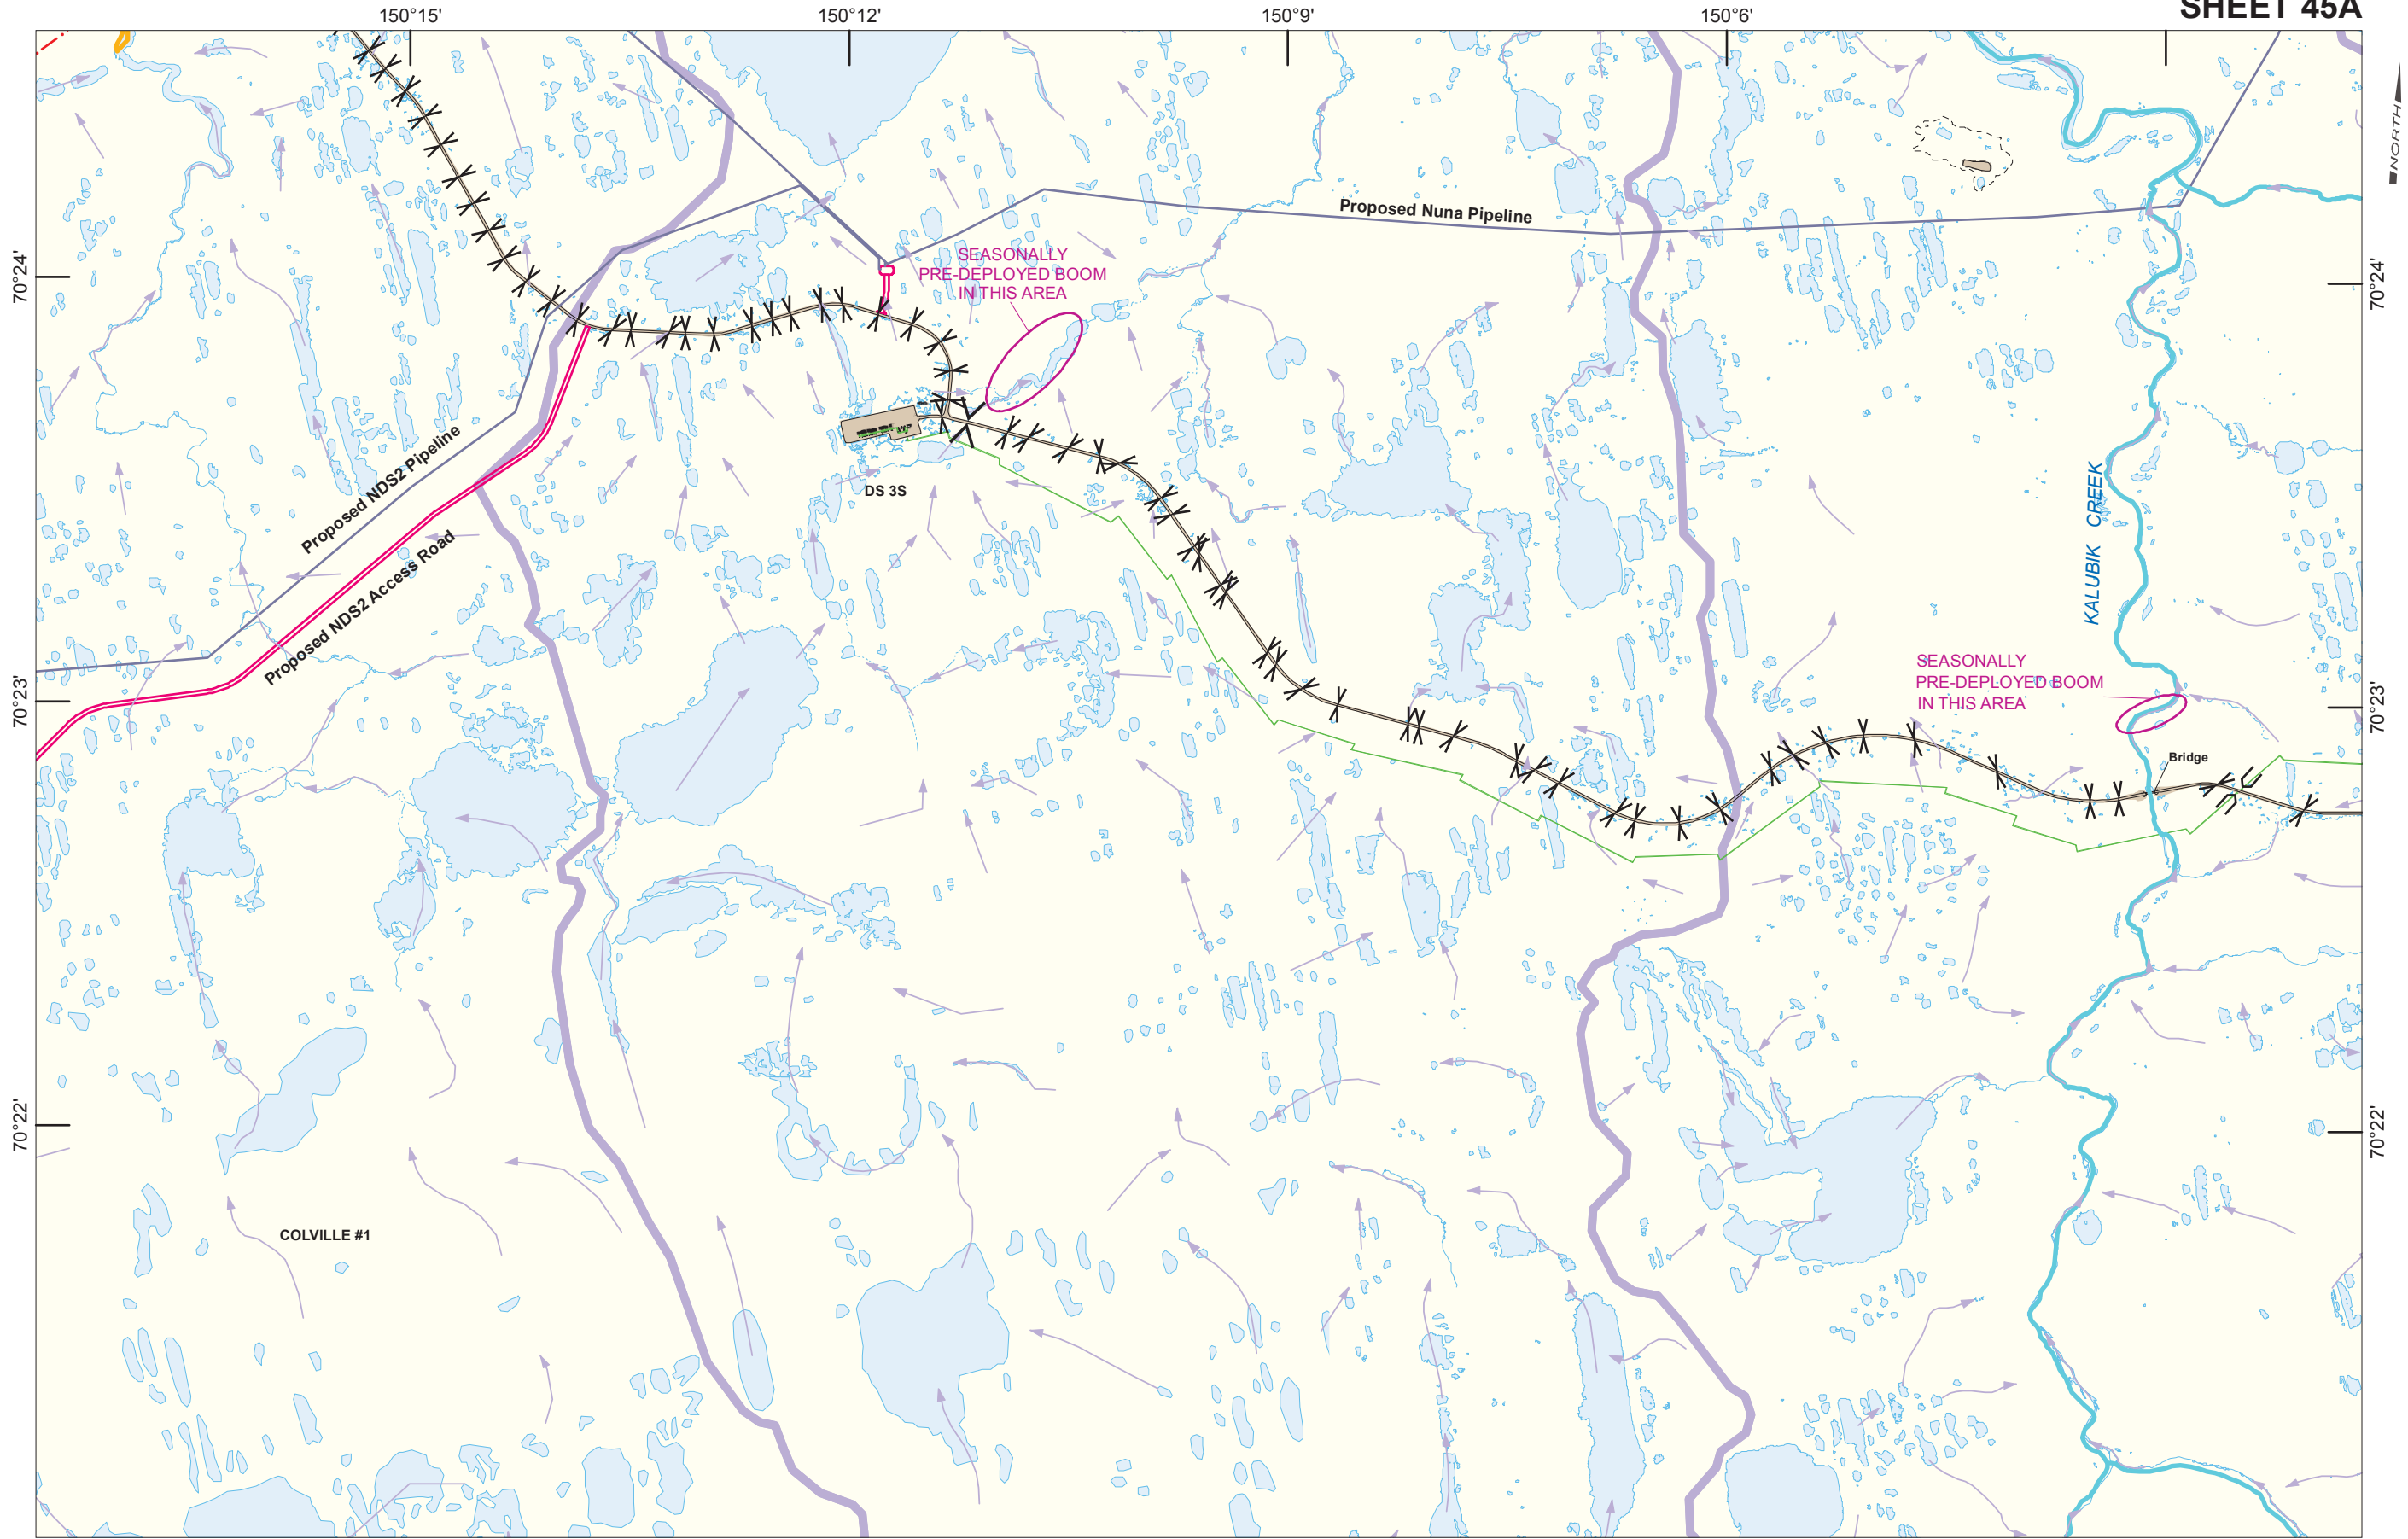 SHEET 45A
150°15'
150°12'
150°9'
150°6'
NORTH
70°24'
70°24'
Proposed Nuna Pipeline
SEASONALLY
PRE-DEPLOYED BOOM
IN THIS AREA
Proposed NDS2 Pipeline
DS 3S
KALUBIK CREEK
Proposed NDS2 Access Road
SEASONALLY
PRE-DEPLOYED BOOM
IN THIS AREA
70°23'
70°23'
Bridge
70°22'
70°22'
COLVILLE #1